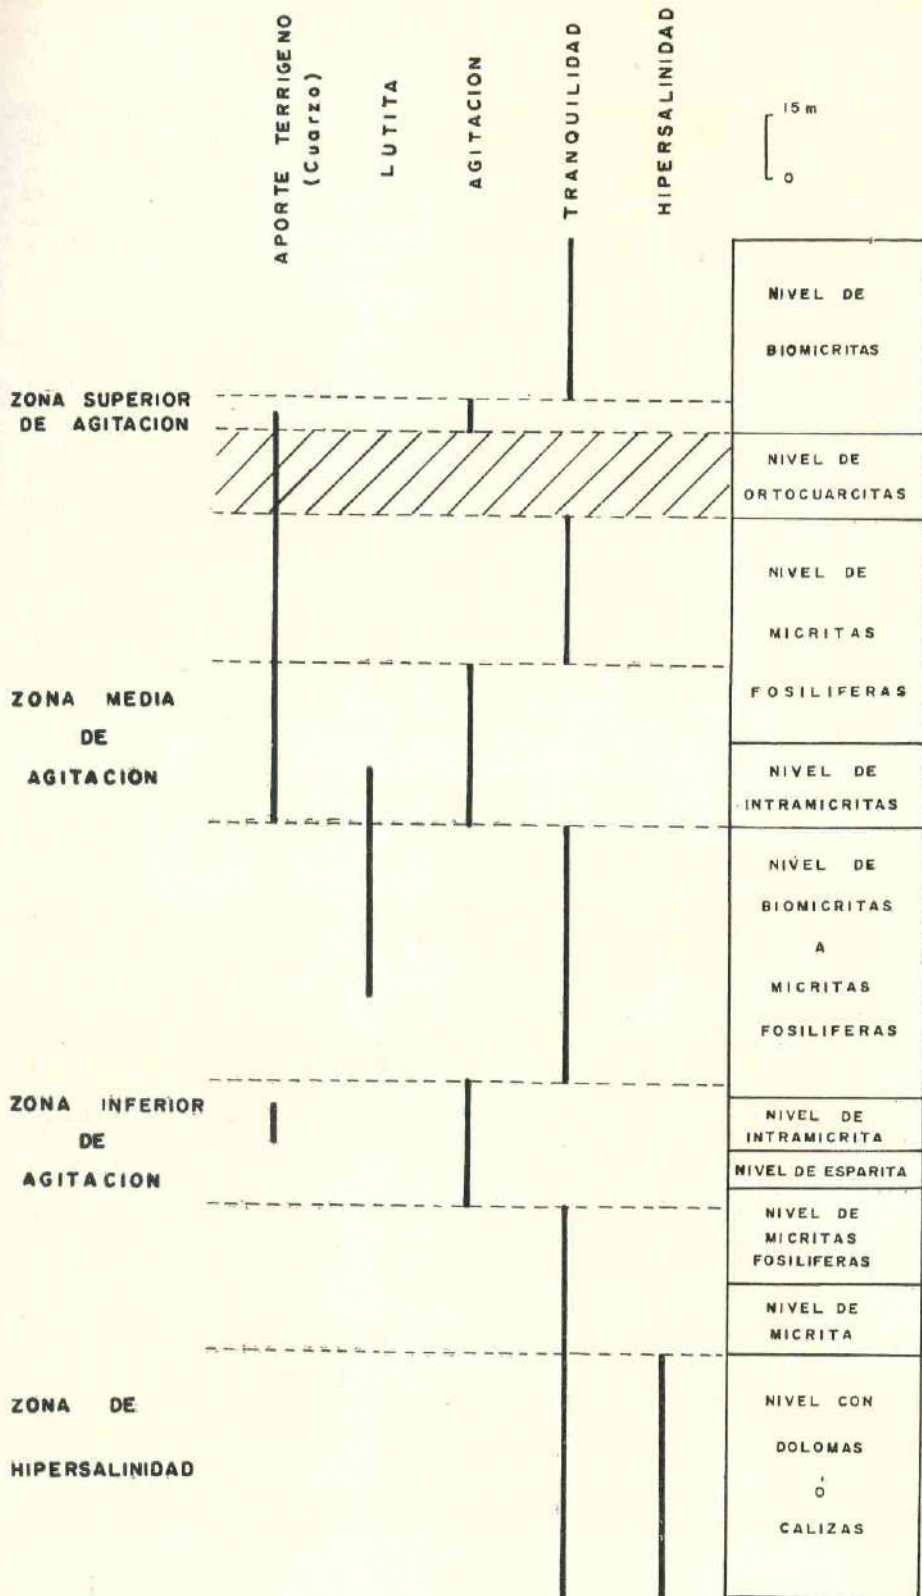 APORTE TERRIGENO
(Cuarzo)
LUTITA
AGITACION
TRANQUILIDAD
HIPERSALINIDAD
15 m
0
ZONA SUPERIOR
DE AGITACION
ZONA MEDIA
DE
AGITACION
ZONA INFERIOR
DE
AGITACION
ZONA DE
HIPERSALINIDAD
NIVEL DE
BIOMICRITAS
NIVEL DE
ORTOCUARCITAS
NIVEL DE
MICRITAS
FOSILIFERAS
NIVEL DE
INTRAMICRITAS
NIVEL DE
BIOMICRITAS
A
MICRITAS
FOSILIFERAS
NIVEL DE
INTRAMICRITA
NIVEL DE ESPARITA
NIVEL DE
MICRITAS
FOSILIFERAS
NIVEL DE
MICRITA
NIVEL CON
DOLOMAS
Ó
CALIZAS